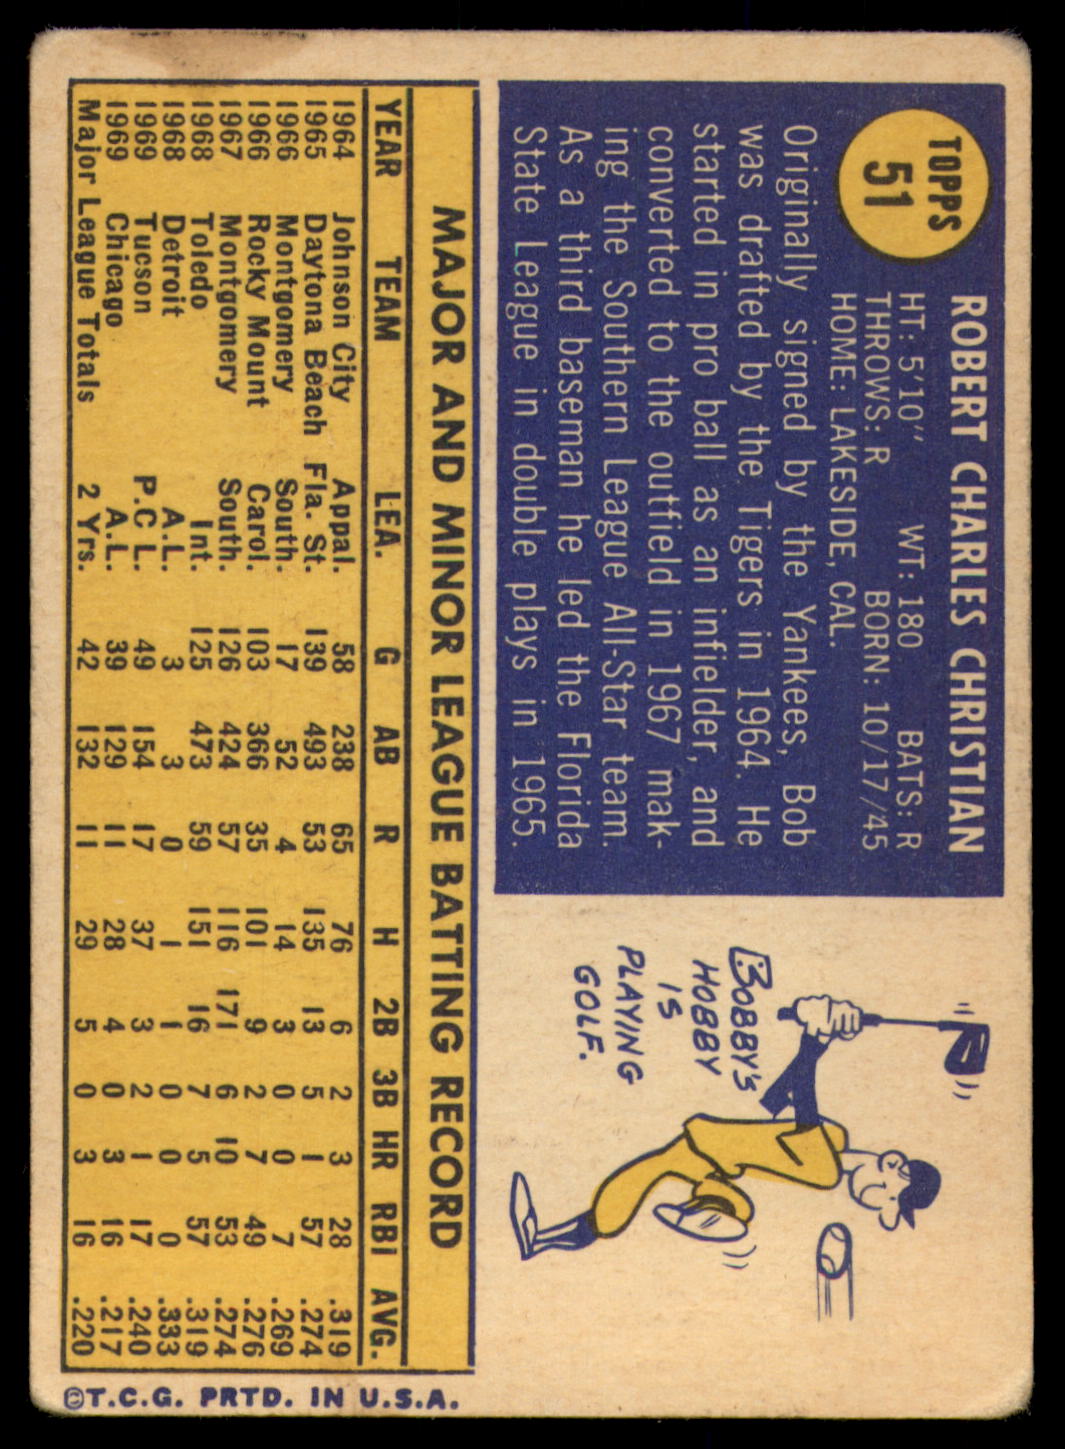 TOPPS
51
ROBERT CHARLES CHRISTIAN
HT: 5'10" WT: 180 BATS: R
THROWS: R BORN: 10/17/45
HOME: LAKESIDE, CAL.
Originally signed by the Yankees, Bob
was drafted by the Tigers in 1964. He
started in pro ball as an infielder, and
converted to the outfield in 1967 mak-
ing the Southern League All-Star team.
As a third baseman he led the Florida
State League in double plays in 1965.
BOBBY'S
HOBBY
IS
PLAYING
GOLF.
MAJOR AND MINOR LEAGUE BATTING RECORD
YEAR TEAM LEA. G AB R H 2B 3B HR RBI AVG.
1964 Johnson City Appal. 58 238 65 76 6 2 3 28 .319
1965 Daytona Beach Fla. St. 139 493 53 135 13 5 1 57 .274
1966 Montgomery South. 17 52 4 14 3 0 0 7 .269
1966 Rocky Mount Carol. 103 366 35 101 9 2 7 49 .276
1967 Montgomery South. 126 424 57 116 171 6 10 53 .274
1968 Toledo Int. 125 473 59 151 16 7 5 57 .319
1968 Detroit A.L. 3 3 0 1 1 0 0 0 .333
1969 Tucson P.C L. 49 154 17 37 3 2 1 17 .240
1969 Chicago A.L. 39 129 11 28 4 0 3 16 .217
Major League Totals 2 Yrs. 42 132 11 29 5 0 3 16 .220
©T.C.G. PRTD. IN U.S.A.